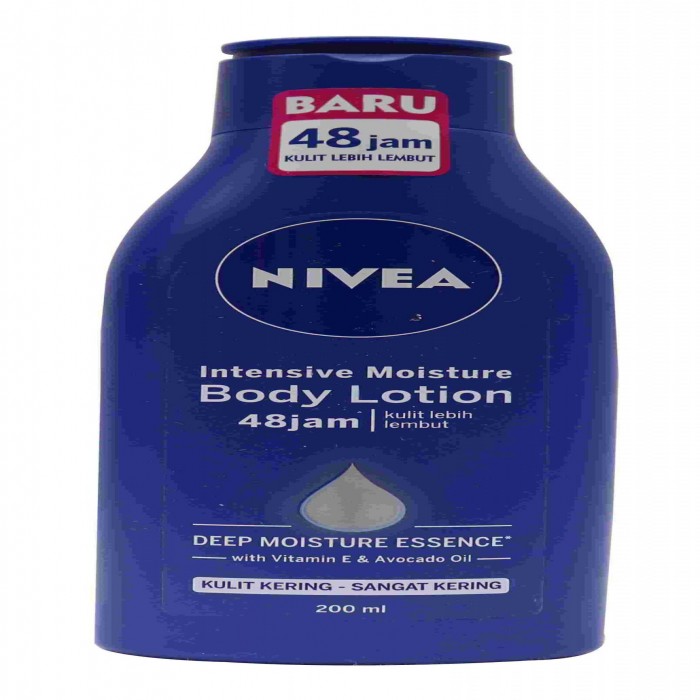 BARU
48 jam
KULIT LEBIH LEMBUT
NIVEA
Intensive Moisture
Body Lotion
48jam | kulit lebih
lembut
DEEP MOISTURE ESSENCE*
with Vitamin E & Avocado Oil
KULIT KERING - SANGAT KERING
200 ml